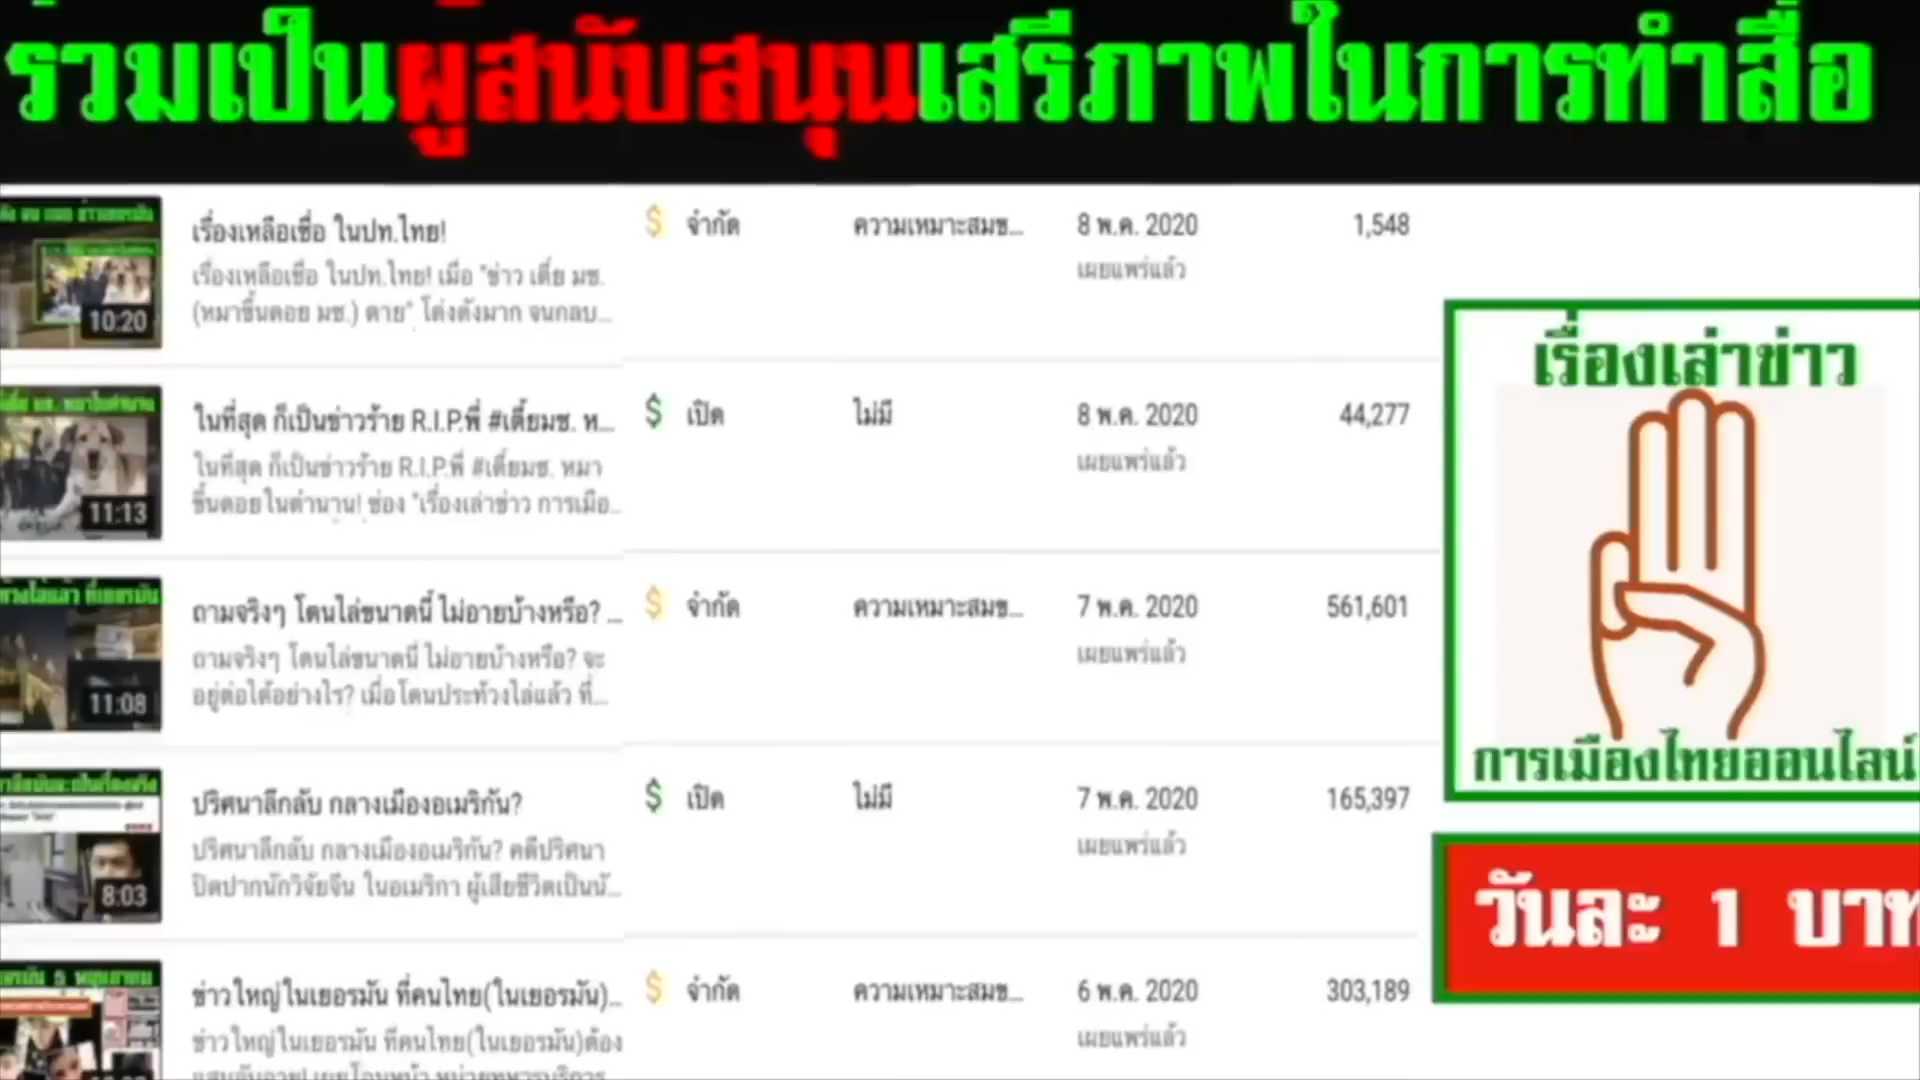 ร่วมเป็นผู้สนับสนุนเสรีภาพในการทำสื่อ
เรื่องเหลือเชื่อ ในปท.ไทย!
เรื่องเหลือเชื่อ ในปท.ไทย! เมื่อ "ข่าว เตี้ย มช.
(หมาขึ้นดอย มช.) ตาย" โด่งดังมาก จนกลบ...
10:20
$ จำกัด
ความเหมาะสมข...
8 พ.ค. 2020
เผยแพร่แล้ว
1,548
ในที่สุด ก็เป็นข่าวร้าย R.I.P.พี่ #เตี้ยมช. ห...
ในที่สุด ก็เป็นข่าวร้าย R.I.P.พี่ #เตี้ยมช. หมา
ขึ้นดอยในตำนาน! ช่อง "เรื่องเล่าข่าว การเมือ...
11:13
$ เปิด
ไม่มี
8 พ.ค. 2020
เผยแพร่แล้ว
44,277
ถามจริงๆ โดนไล่ขนาดนี้ ไม่อายบ้างหรือ? ...
ถามจริงๆ โดนไล่ขนาดนี้ ไม่อายบ้างหรือ? จะ
อยู่ต่อได้อย่างไร? เมื่อโดนประท้วงไล่แล้ว ที่...
11:08
$ จำกัด
ความเหมาะสมข...
7 พ.ค. 2020
เผยแพร่แล้ว
561,601
ปริศนาลึกลับ กลางเมืองอเมริกัน?
ปริศนาลึกลับ กลางเมืองอเมริกัน? คดีปริศนา
ปิดปากนักวิจัยจีน ในอเมริกา ผู้เสียชีวิตเป็นนั...
8:03
$ เปิด
ไม่มี
7 พ.ค. 2020
เผยแพร่แล้ว
165,397
ข่าวใหญ่ในเยอรมัน ที่คนไทย(ในเยอรมัน)...
ข่าวใหญ่ในเยอรมัน ที่คนไทย(ในเยอรมัน)ต้อง
$ จำกัด
ความเหมาะสมข...
6 พ.ค. 2020
เผยแพร่แล้ว
303,189
เรื่องเล่าข่าว
การเมืองไทยออนไลน์
วันละ 1 บาท